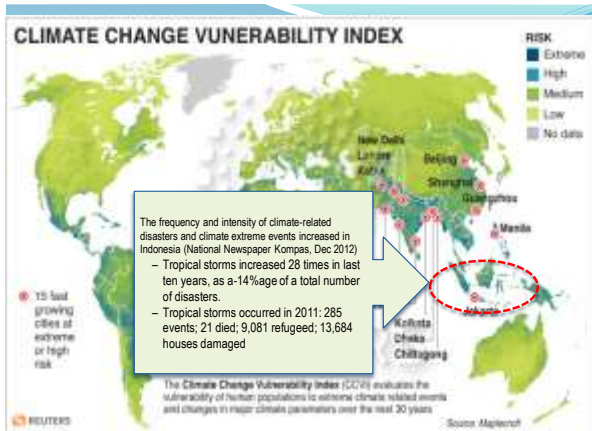 CLIMATE CHANGE VUNERABILITY INDEX
RISK
Extreme
High
Medium
Low
No data
New Delhi
Lahore
Beijing
Shanghai
Guangzhou
Manila
The frequency and intensity of climate-related
disasters and climate extreme events increased in
Indonesia (National Newspaper Kompas, Dec 2012)
– Tropical storms increased 28 times in last
ten years, as a-14%age of a total number
of disasters.
– Tropical storms occurred in 2011: 285
events; 21 died; 9,081 refugeed; 13,684
houses damaged
15 fast
growing
cities at
extreme
or high
risk
Jakarta
Kolkata
Dhaka
Chittagong
The Climate Change Vulnerability Index (CCVI) evaluates the
vulnerability of human populations to extreme climate related events
and changes in major climate parameters over the next 30 years
REUTERS
Source: Maplecroft